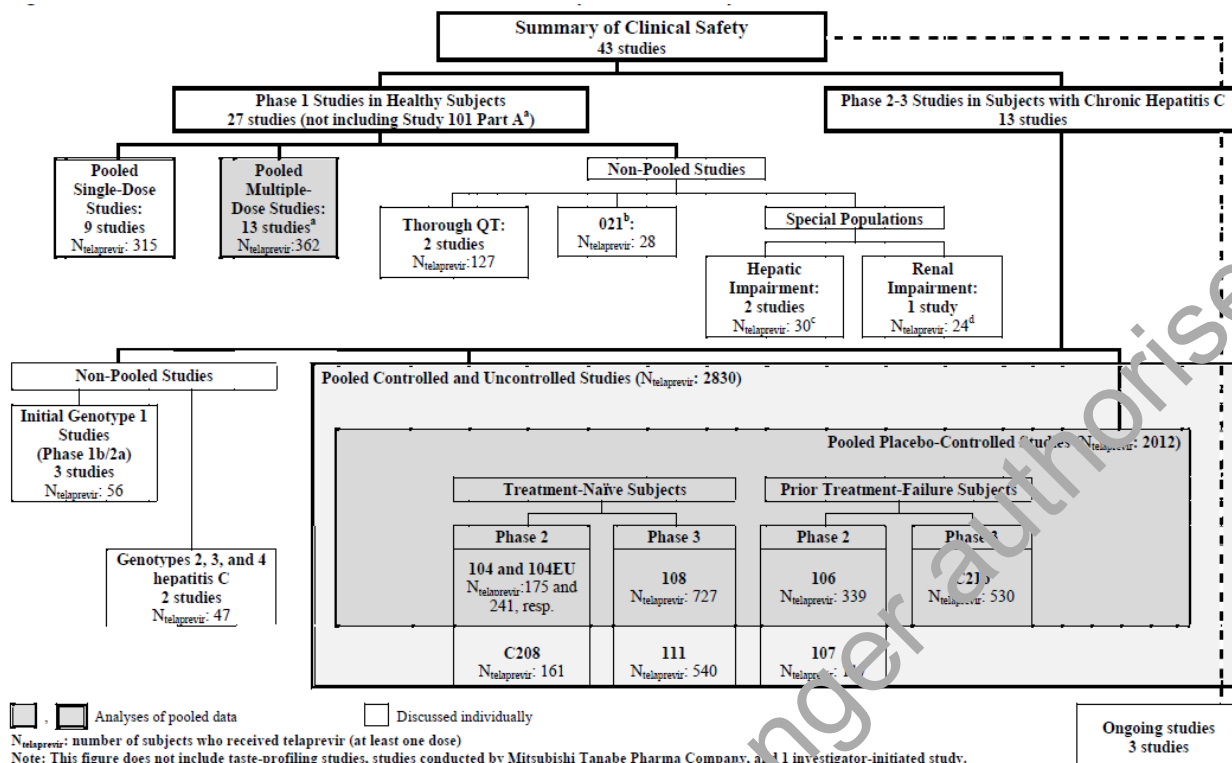 Summary of Clinical Safety
43 studies
Phase 1 Studies in Healthy Subjects
27 studies (not including Study 101 Part Aᵃ)
Phase 2-3 Studies in Subjects with Chronic Hepatitis C
13 studies
Pooled
Single-Dose
Studies:
9 studies
Ntelaprevir: 315
Pooled
Multiple-
Dose Studies:
13 studiesᵃ
Ntelaprevir:362
Non-Pooled Studies
Thorough QT:
2 studies
Ntelaprevir:127
021ᵇ:
Ntelaprevir: 28
Special Populations
Hepatic
Impairment:
2 studies
Ntelaprevir: 30ᶜ
Renal
Impairment:
1 study
Ntelaprevir: 24ᵈ
Non-Pooled Studies
Initial Genotype 1
Studies
(Phase 1b/2a)
3 studies
Ntelaprevir: 56
Genotypes 2, 3, and 4
hepatitis C
2 studies
Ntelaprevir: 47
Pooled Controlled and Uncontrolled Studies (Ntelaprevir: 2830)
Pooled Placebo-Controlled Studies (Ntelaprevir: 2012)
Treatment-Naïve Subjects
Prior Treatment-Failure Subjects
Phase 2
Phase 3
Phase 2
Phase 3
104 and 104EU
Ntelaprevir:175 and
241, resp.
108
Ntelaprevir: 727
106
Ntelaprevir: 339
Ntelaprevir: 530
C208
Ntelaprevir: 161
111
Ntelaprevir: 540
107
Ntelaprevir:
, Analyses of pooled data
Discussed individually
Ntelaprevir: number of subjects who received telaprevir (at least one dose)
Note: This figure does not include taste-profiling studies, studies conducted by Mitsubishi Tanabe Pharma Company, and 1 investigator-initiated study.
Ongoing studies
3 studies
nger authorise